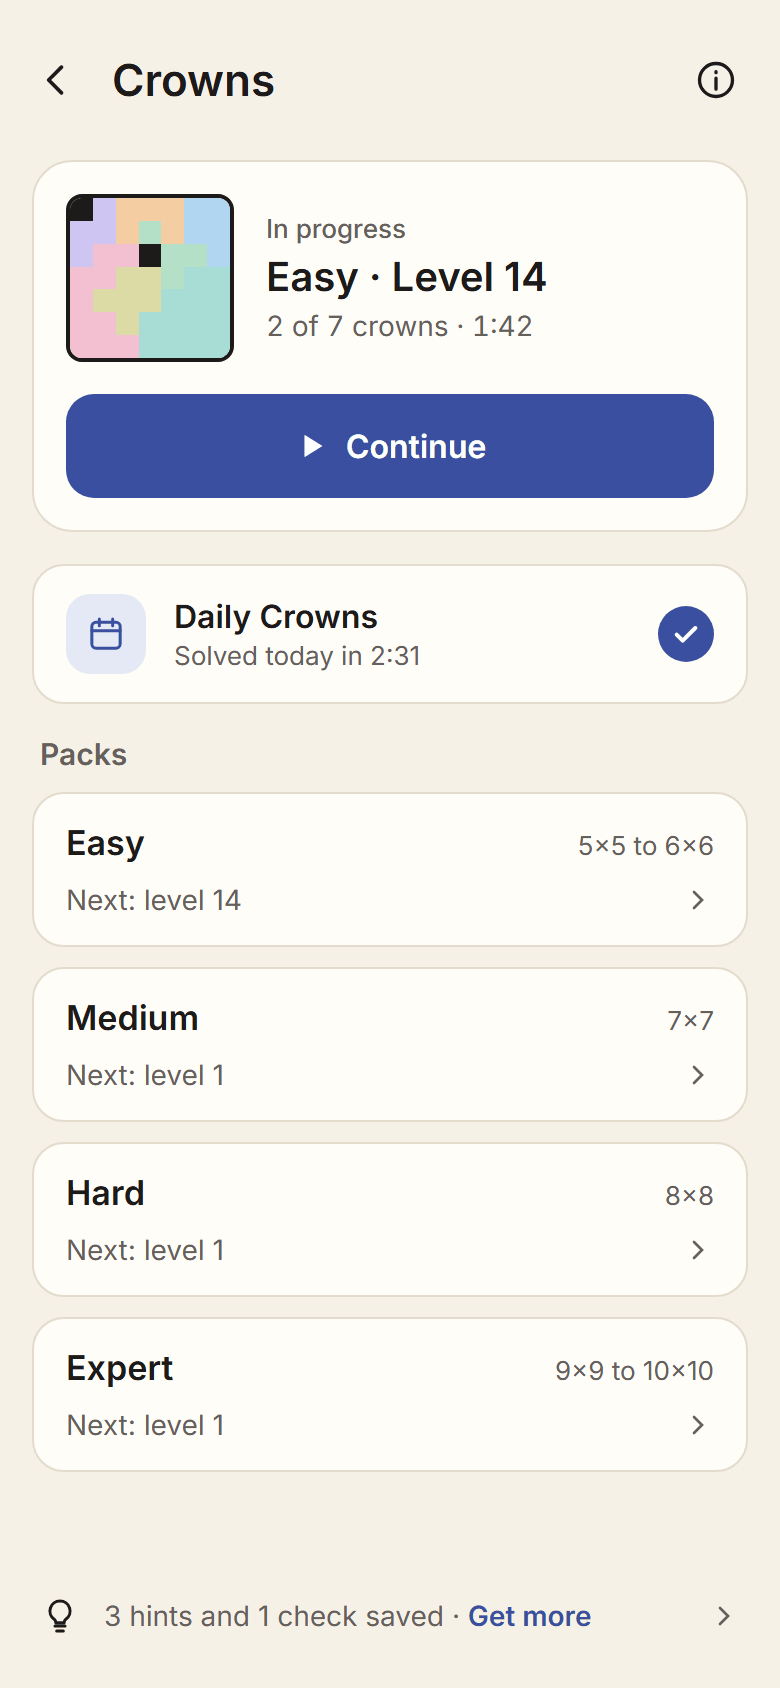 Crowns
In progress
Easy · Level 14
2 of 7 crowns · 1:42
Continue
Daily Crowns
Solved today in 2:31
Packs
Easy
5×5 to 6×6
Next: level 14
Medium
7×7
Next: level 1
Hard
8×8
Next: level 1
Expert
9×9 to 10×10
Next: level 1
3 hints and 1 check saved · Get more